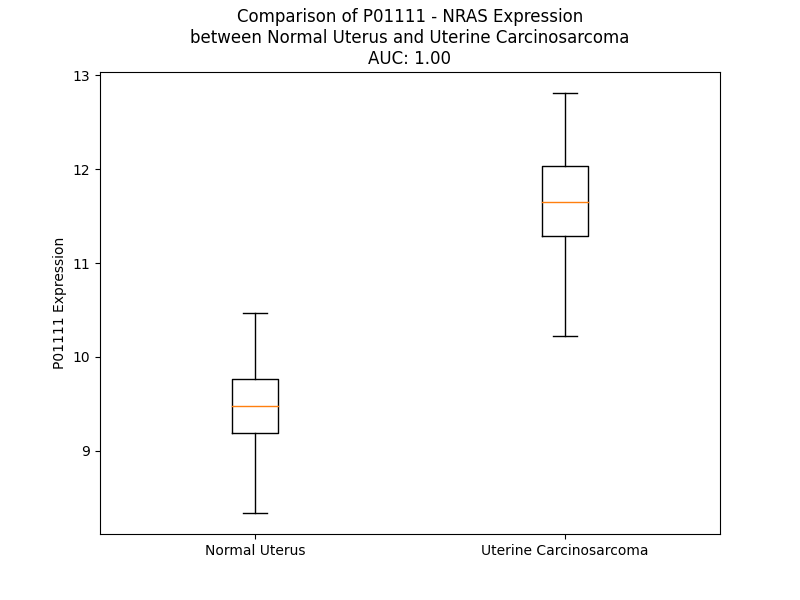 Comparison of P01111 - NRAS Expression
between Normal Uterus and Uterine Carcinosarcoma
AUC: 1.00
13
12
11
10
9
P01111 Expression
Normal Uterus
Uterine Carcinosarcoma